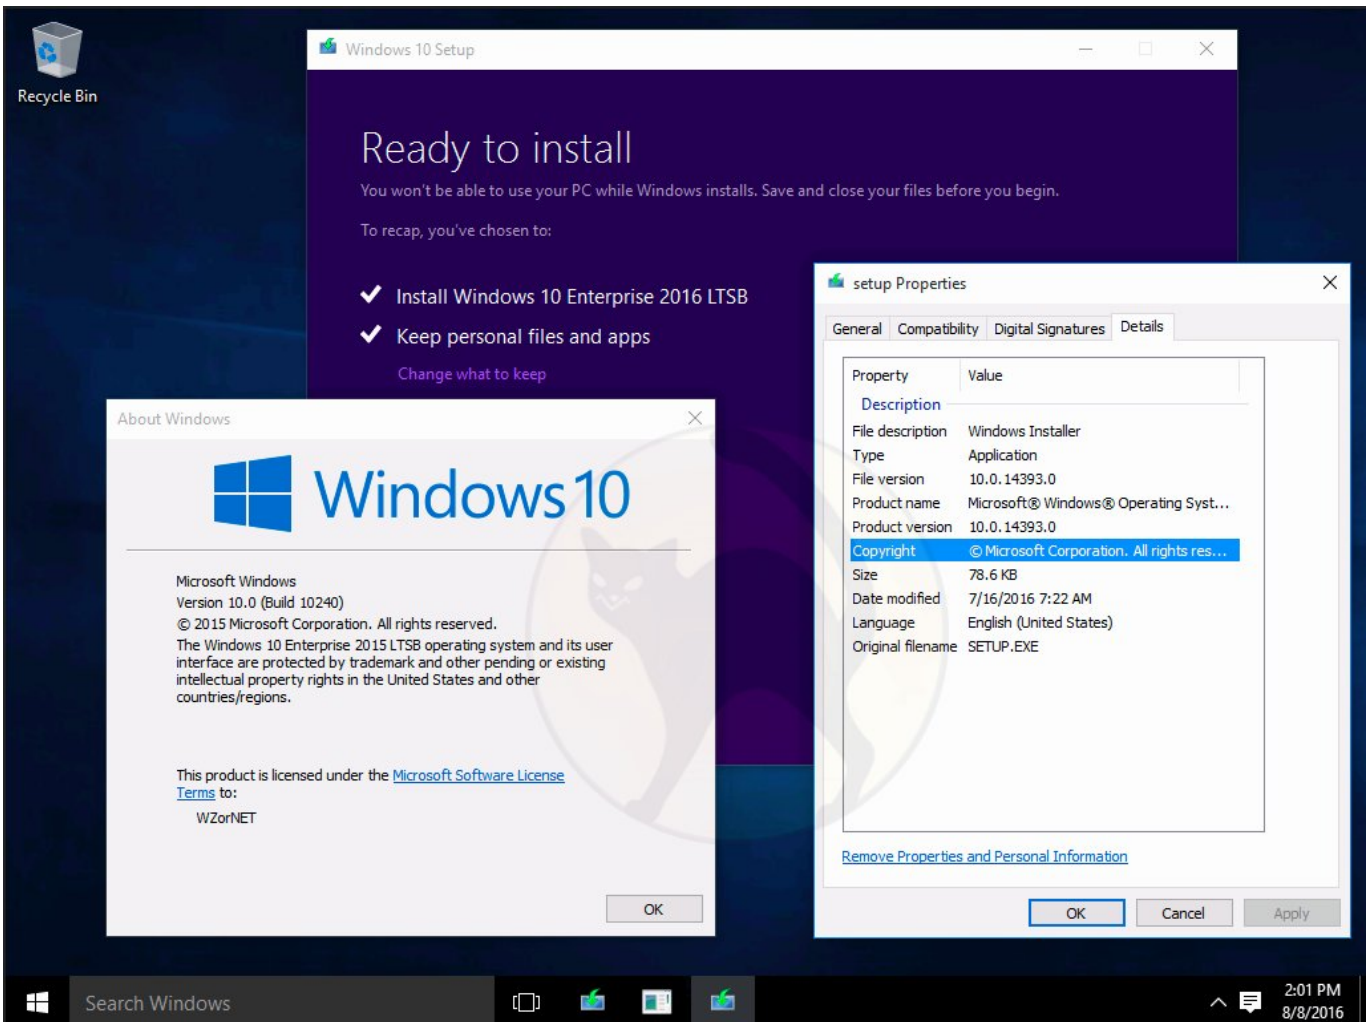 Recycle Bin
Windows 10 Setup
Ready to install
You won't be able to use your PC while Windows installs. Save and close your files before you begin.
To recap, you've chosen to:
Install Windows 10 Enterprise 2016 LTSB
Keep personal files and apps
Change what to keep
About Windows
Windows 10
Microsoft Windows
Version 10.0 (Build 10240)
© 2015 Microsoft Corporation. All rights reserved.
The Windows 10 Enterprise 2015 LTSB operating system and its user
interface are protected by trademark and other pending or existing
intellectual property rights in the United States and other
countries/regions.
This product is licensed under the Microsoft Software License
Terms to:
WZorNET
OK
setup Properties
General Compatibility Digital Signatures Details
Property Value
Description
File description Windows Installer
Type Application
File version 10.0.14393.0
Product name Microsoft® Windows® Operating Syst...
Product version 10.0.14393.0
Copyright © Microsoft Corporation. All rights res...
Size 78.6 KB
Date modified 7/16/2016 7:22 AM
Language English (United States)
Original filename SETUP.EXE
Remove Properties and Personal Information
OK Cancel Apply
Search Windows
2:01 PM
8/8/2016